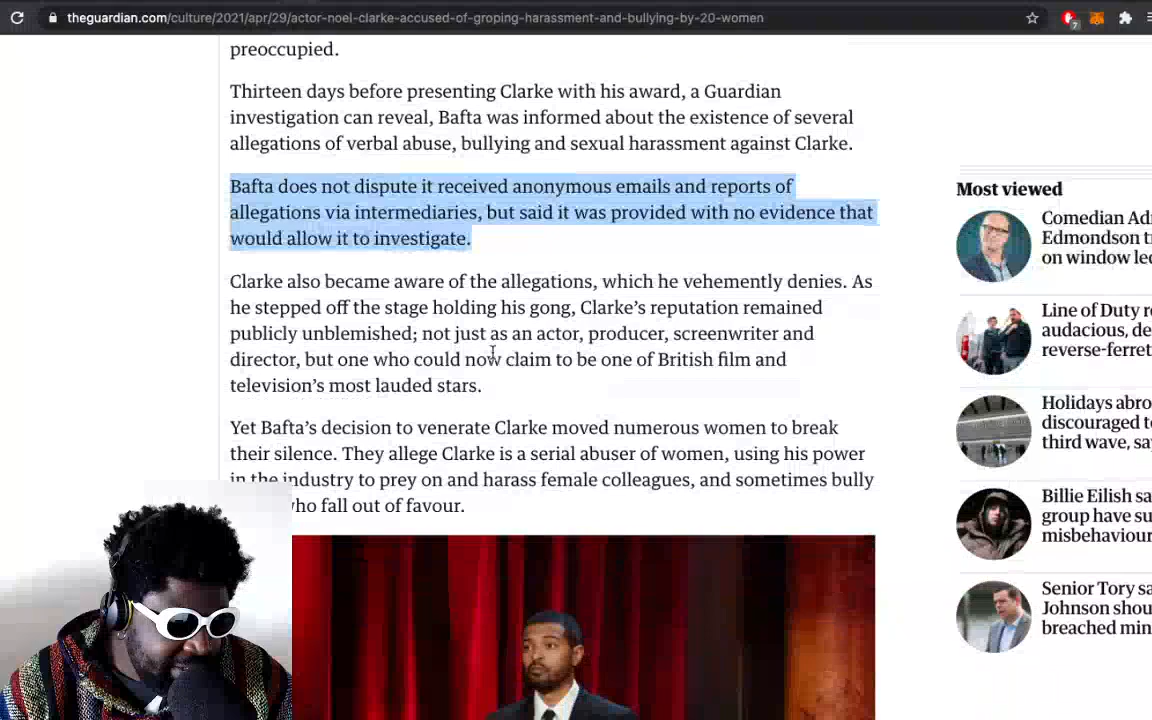 theguardian.com/culture/2021/apr/29/actor-noel-clarke-accused-of-groping-harassment-and-bullying-by-20-women
7
preoccupied.
Thirteen days before presenting Clarke with his award, a Guardian
investigation can reveal, Bafta was informed about the existence of several
allegations of verbal abuse, bullying and sexual harassment against Clarke.
Bafta does not dispute it received anonymous emails and reports of
allegations via intermediaries, but said it was provided with no evidence that
would allow it to investigate.
Clarke also became aware of the allegations, which he vehemently denies. As
he stepped off the stage holding his gong, Clarke's reputation remained
publicly unblemished; not just as an actor, producer, screenwriter and
director, but one who could now claim to be one of British film and
television's most lauded stars.
Yet Bafta's decision to venerate Clarke moved numerous women to break
their silence. They allege Clarke is a serial abuser of women, using his power
in the industry to prey on and harass female colleagues, and sometimes bully
who fall out of favour.
Most viewed
Comedian Ad
Edmondson t
on window le
Line of Duty r
audacious, de
reverse-ferret
Holidays abro
discouraged t
third wave, sa
Billie Eilish sa
group have su
misbehaviour
Senior Tory sa
Johnson shou
breached min